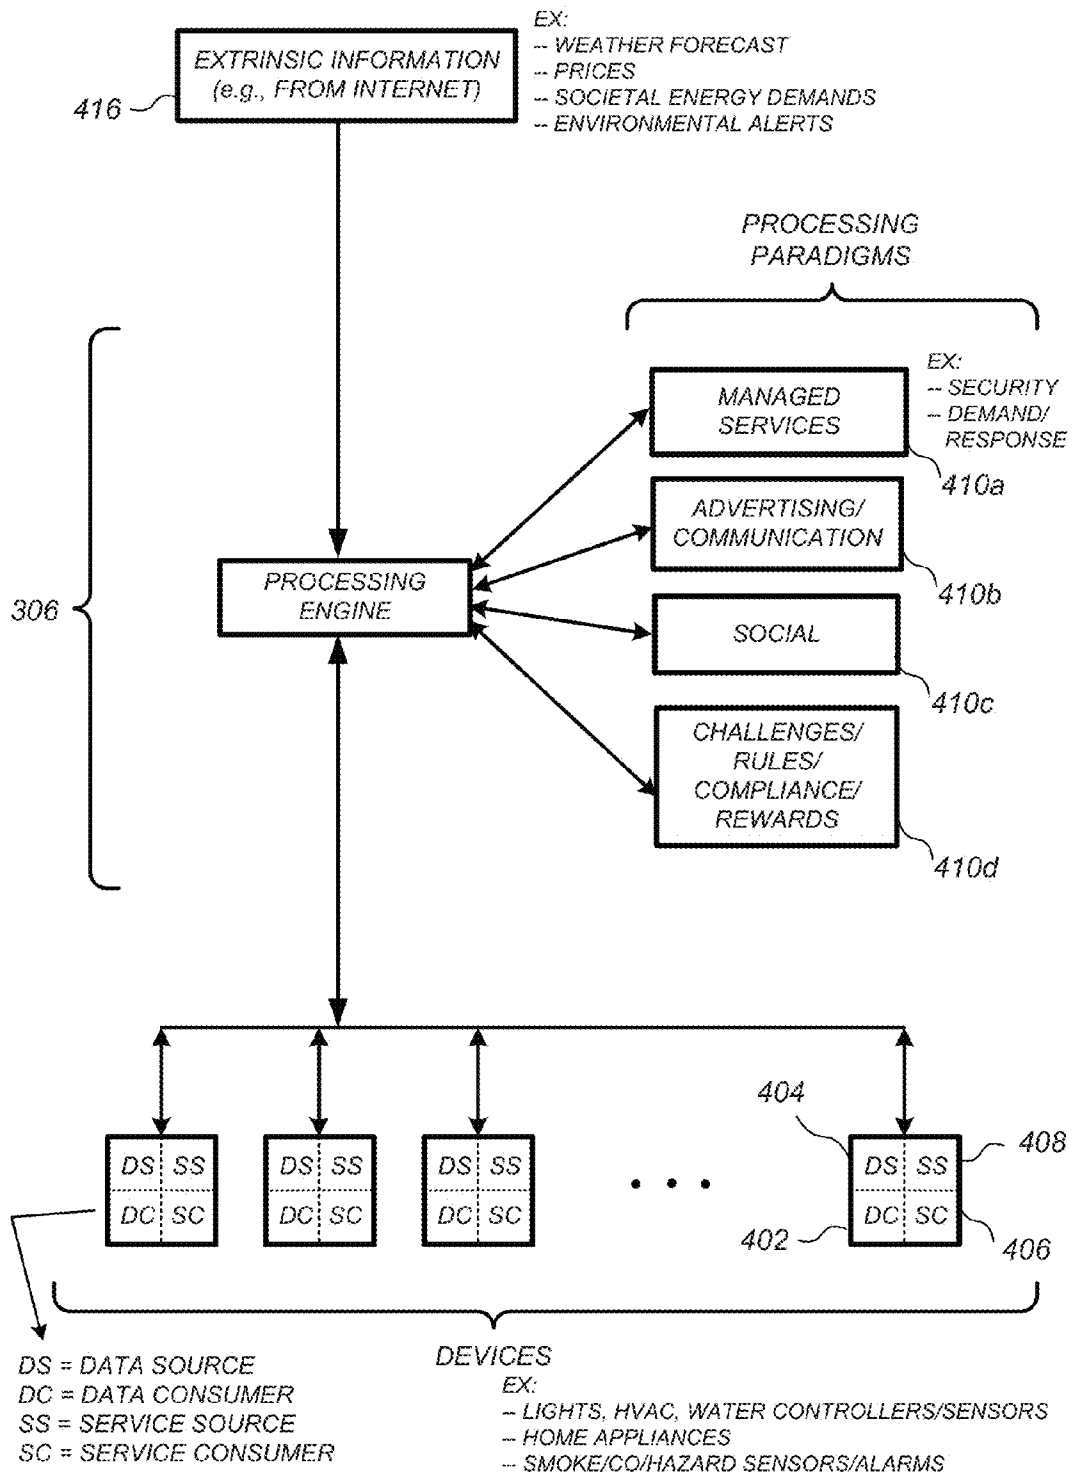 EXTRINSIC INFORMATION
(e.g., FROM INTERNET)
416
EX:
-- WEATHER FORECAST
-- PRICES
-- SOCIETAL ENERGY DEMANDS
-- ENVIRONMENTAL ALERTS
PROCESSING
PARADIGMS
306
PROCESSING
ENGINE
MANAGED
SERVICES
EX:
-- SECURITY
-- DEMAND/
RESPONSE
410a
ADVERTISING/
COMMUNICATION
410b
SOCIAL
410c
CHALLENGES/
RULES/
COMPLIANCE/
REWARDS
410d
DS SS
DC SC
DS SS
DC SC
DS SS
DC SC
• • •
404
DS SS
408
DC SC
402
406
DS = DATA SOURCE
DC = DATA CONSUMER
SS = SERVICE SOURCE
SC = SERVICE CONSUMER
DEVICES
EX:
-- LIGHTS, HVAC, WATER CONTROLLERS/SENSORS
-- HOME APPLIANCES
-- SMOKE/CO/HAZARD SENSORS/ALARMS